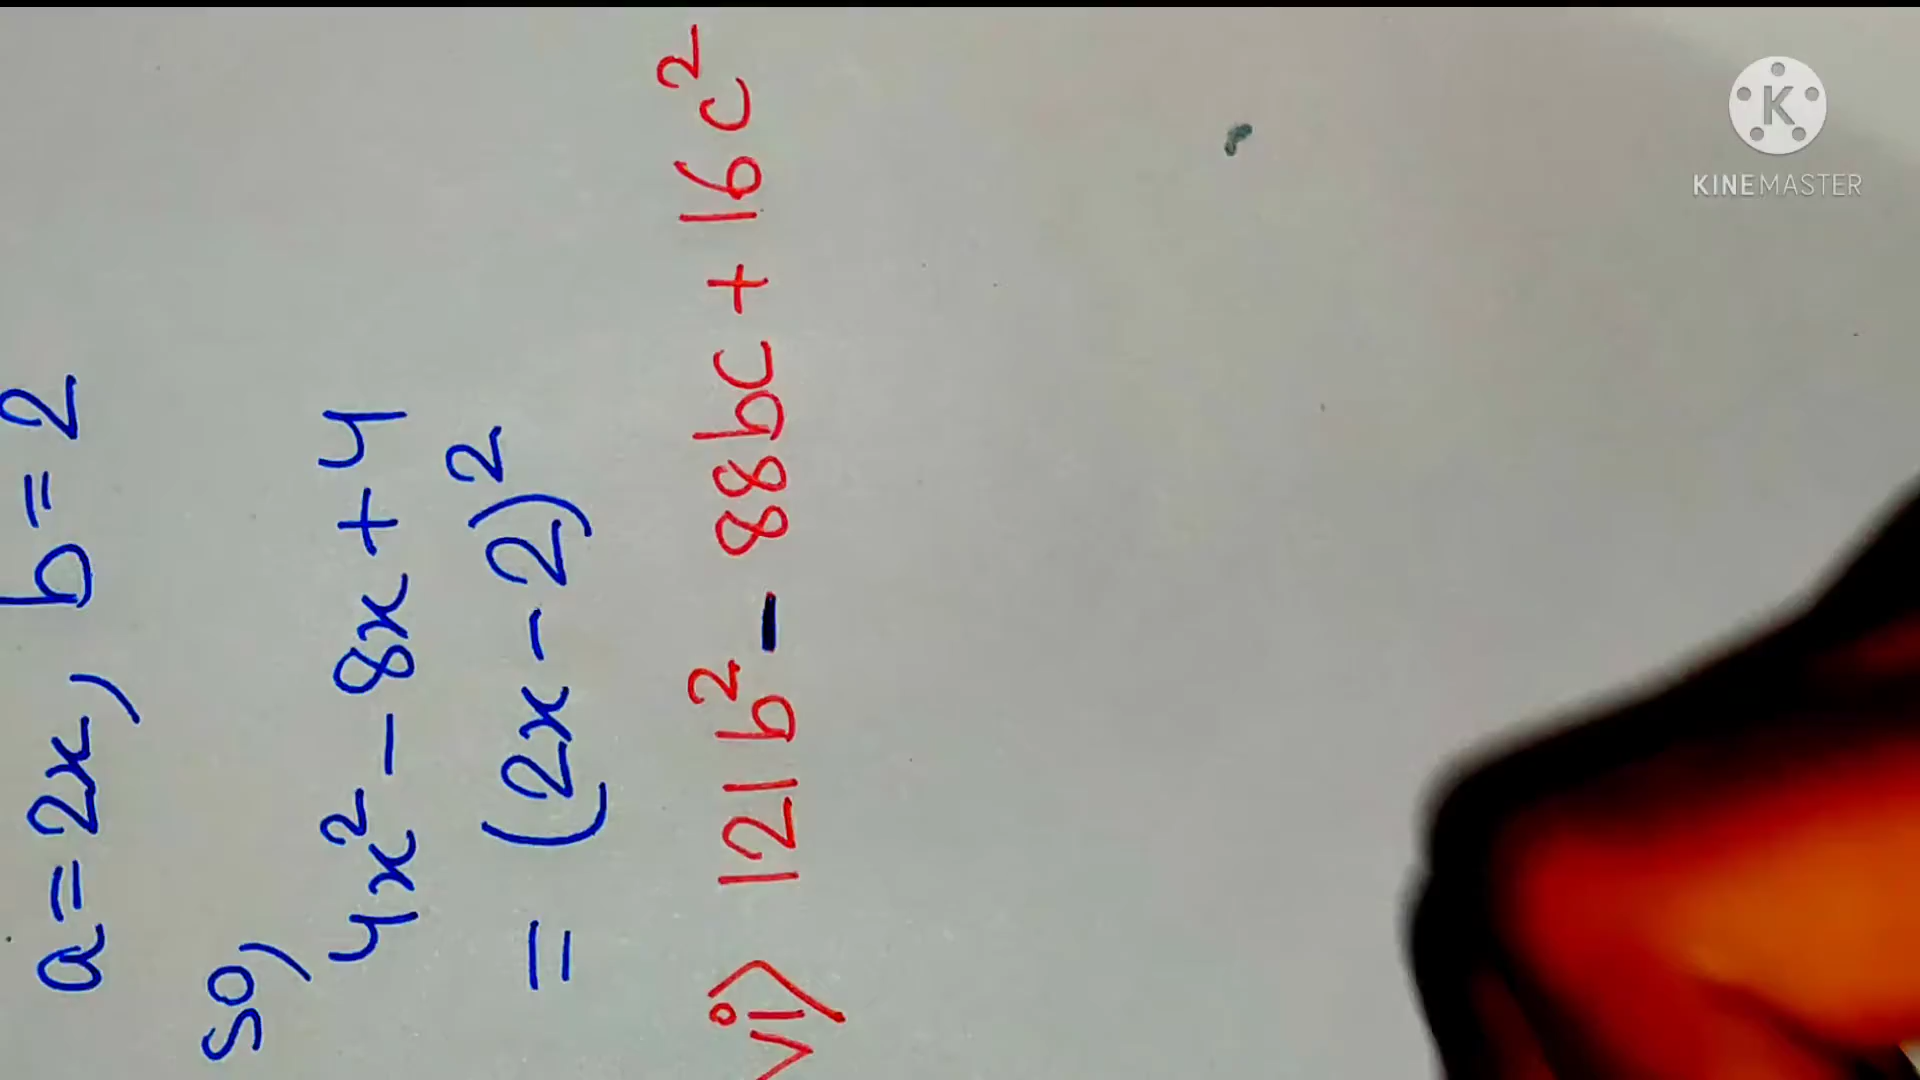 a=2x, b=2
so,
4x²-8x+4
= (2x-2)²
vi) 121b²-88bc+16c²
K
KINEMASTER